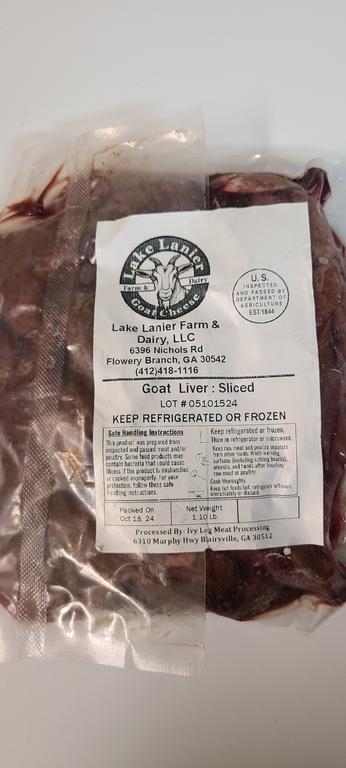 Lake Lanier
Farm & Dairy
Goat Cheese
U.S.
INSPECTED
AND PASSED BY
DEPARTMENT OF
AGRICULTURE
EST.1844
Lake Lanier Farm &
Dairy, LLC
6396 Nichols Rd
Flowery Branch, GA 30542
(412)418-1116
Goat Liver : Sliced
LOT # 05101524
KEEP REFRIGERATED OR FROZEN
Safe Handling Instructions
This product was prepared from
inspected and passed meat and/or
poultry. Some food products may
contain bacteria that could cause
illness if the product is mishandled
or cooked improperly. For your
protection, follow these safe
handling instructions.
Keep refrigerated or frozen.
Thaw in refrigerator or microwave.
Keep raw meat and poultry separate
from other foods. Wash working
surfaces (including cutting boards),
utensils, and hands after touching
raw meat or poultry.
Cook thoroughly.
Keep hot foods hot. refrigerate leftovers
immediately or discard.
Packed On
Oct 18, 24
Net Weight
1.10 Lb
Processed By: Ivy Log Meat Processing
6310 Murphy Hwy Blairsville, GA 30512